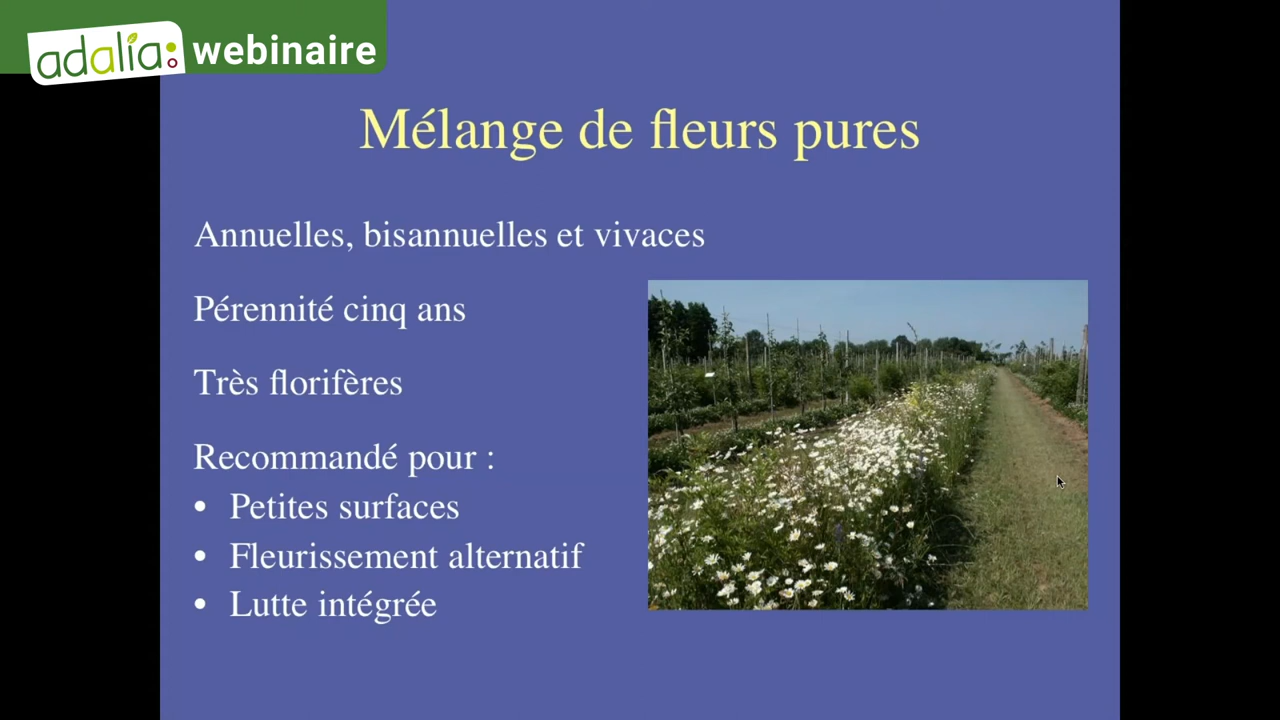 adalia: webinaire
Mélange de fleurs pures
Annuelles, bisannuelles et vivaces
Pérennité cinq ans
Très florifères
Recommandé pour :
• Petites surfaces
• Fleurissement alternatif
• Lutte intégrée